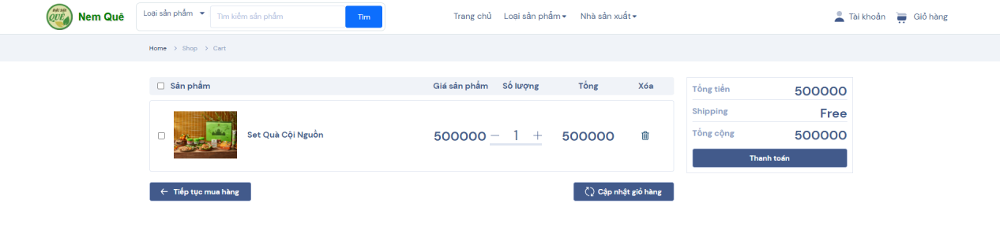 ĐẶC SẢN
QUÊ
Nem Quê
Loại sản phẩm
Tìm kiếm sản phẩm
Tìm
Trang chủ
Loại sản phẩm
Nhà sản xuất
Tài khoản
Giỏ hàng
Home > Shop > Cart
Sản phẩm
Giá sản phẩm
Số lượng
Tổng
Xóa
Set Quà Cội Nguồn
500000
— 1 +
500000
Tiếp tục mua hàng
Cập nhật giỏ hàng
Tổng tiền
500000
Shipping
Free
Tổng cộng
500000
Thanh toán